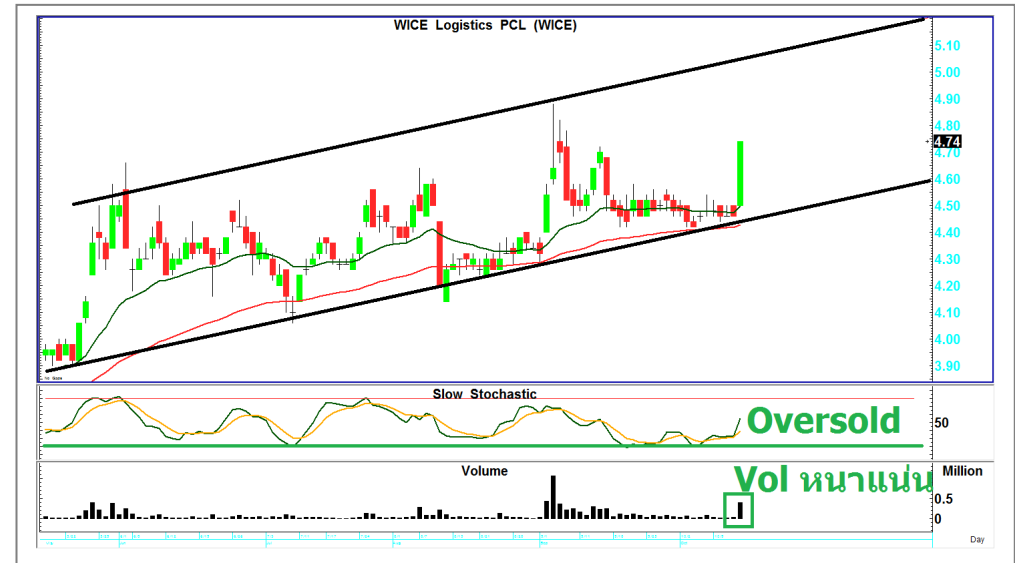 WICE Logistics PCL (WICE)
5.10
5.00
4.90
4.80
4.74
4.70
4.60
4.50
4.40
4.30
4.20
4.10
4.00
3.90
Slow Stochastic
Oversold
50
Volume
Vol หนาแน่น
Million
0.5
0
Day